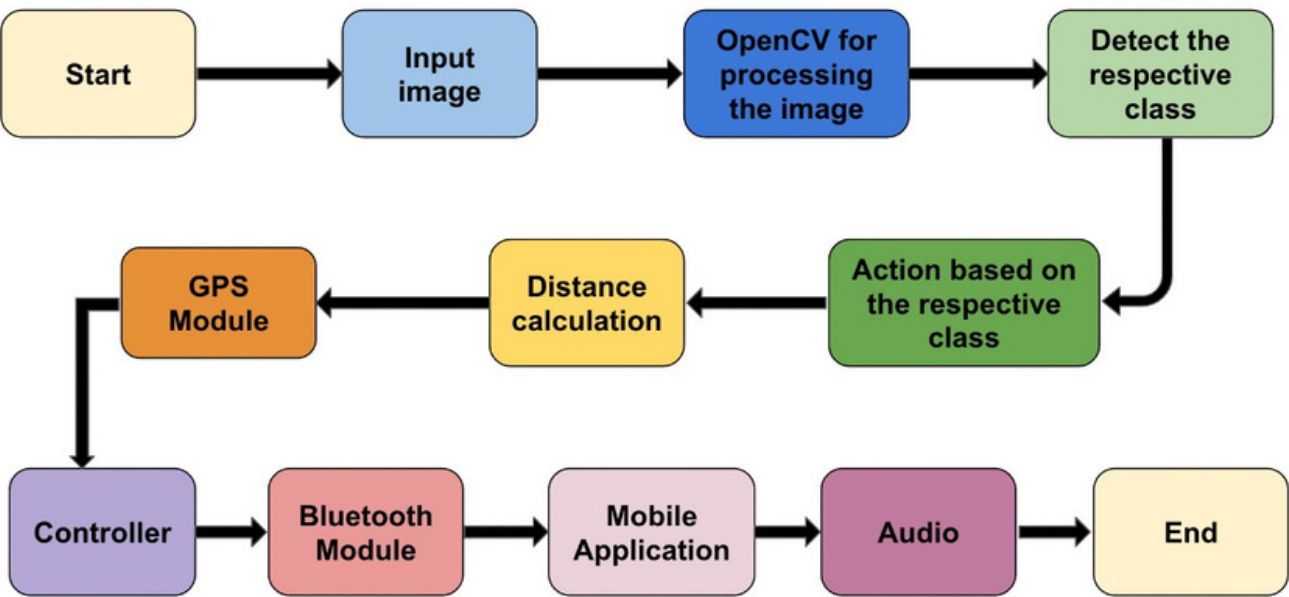 Start
Input
image
OpenCV for
processing
the image
Detect the
respective
class
Action based on
the respective
class
Distance
calculation
GPS
Module
Controller
Bluetooth
Module
Mobile
Application
Audio
End